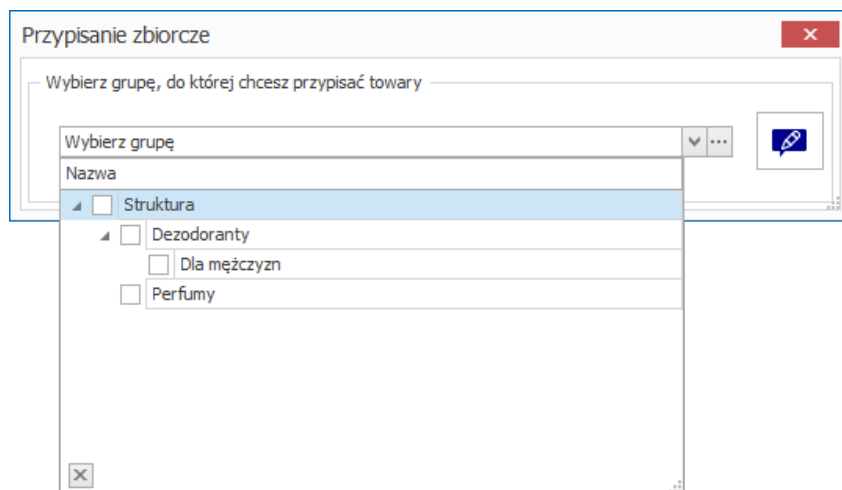 Przypisanie zbiorcze
Wybierz grupę, do której chcesz przypisać towary
Wybierz grupę
Nazwa
Struktura
Dezodoranty
Dla mężczyzn
Perfumy